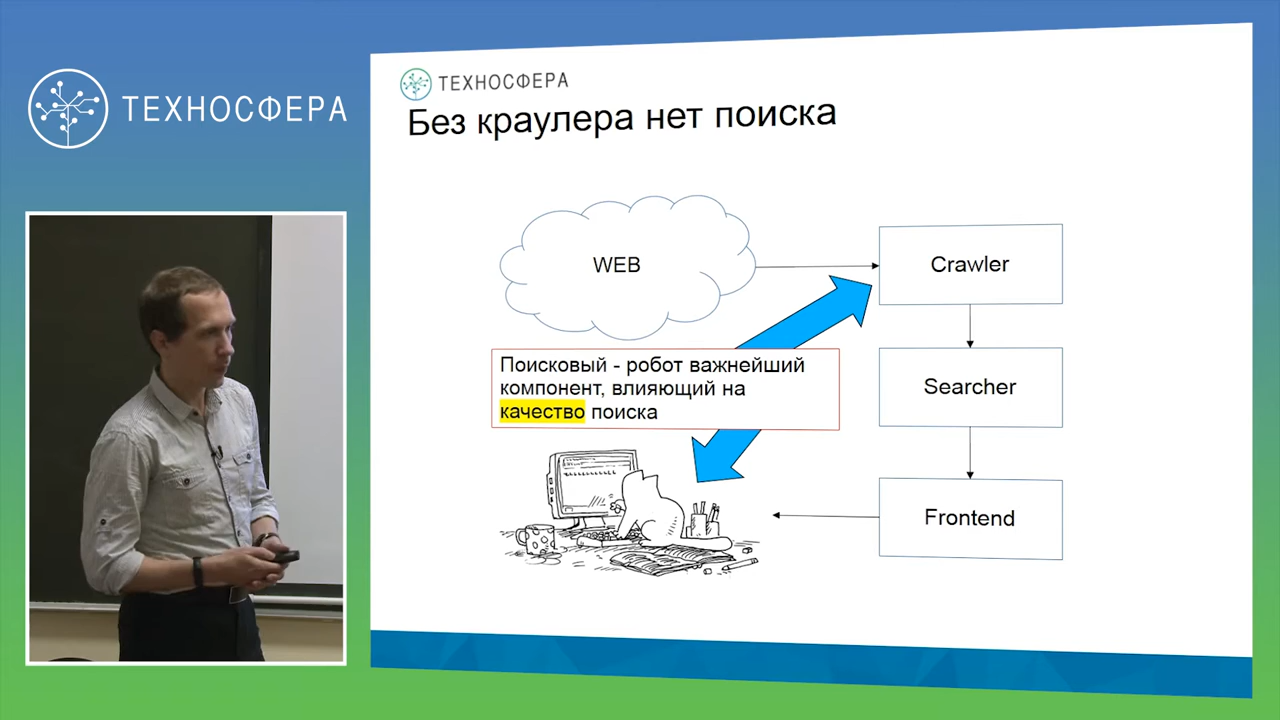 ТЕХНОСФЕРА
ТЕХНОСФЕРА
Без краулера нет поиска
WEB
Crawler
Поисковый - робот важнейший
компонент, влияющий на
качество поиска
Searcher
Frontend